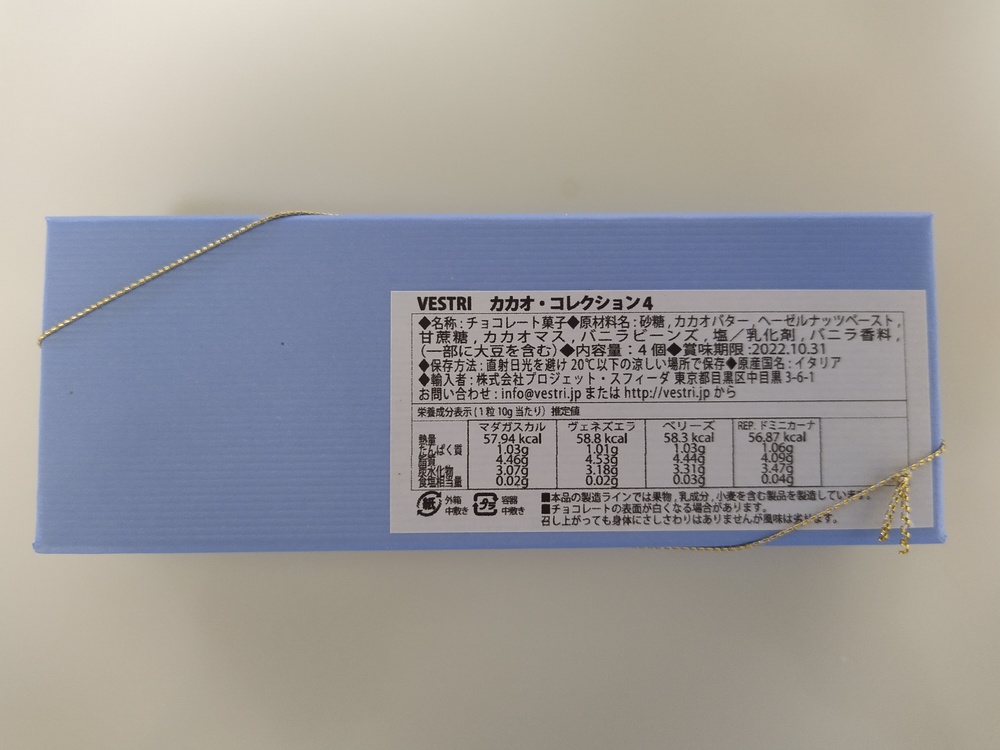 VESTRI カカオ・コレクション4
◆名称:チョコレート菓子◆原材料名:砂糖,カカオバター ヘーゼルナッツペースト,
甘蔗糖,カカオマス,バニラビーンズ,塩/乳化剤,バニラ香料,
(一部に大豆を含む)◆内容量:4個◆賞味期限:2022.10.31
◆保存方法:直射日光を避け20℃以下の涼しい場所で保存◆原産国名:イタリア
◆輸入者:株式会社プロジェット・スフィーダ 東京都目黒区中目黒3-6-1
お問い合わせ:info@vestri.jp または http://vestri.jp から
栄養成分表示(1粒10g当たり)推定値
マダガスカル ヴェネズエラ ベリーズ REP. ドミニカーナ
熱量 57.94 kcal 58.8 kcal 58.3 kcal 56.87 kcal
たんぱく質 1.03g 1.01g 1.03g 1.06g
脂質 4.46g 4.53g 4.44g 4.09g
炭水化物 3.07g 3.18g 3.31g 3.47g
食塩相当量 0.02g 0.02g 0.03g 0.04g
紙 外箱 中敷き プラ 容器 中敷き
■本品の製造ラインでは果物,乳成分,小麦を含む製品を製造しています。
■チョコレートの表面が白くなる場合があります。
召し上がっても身体にさしさわりはありませんが風味は劣ります。